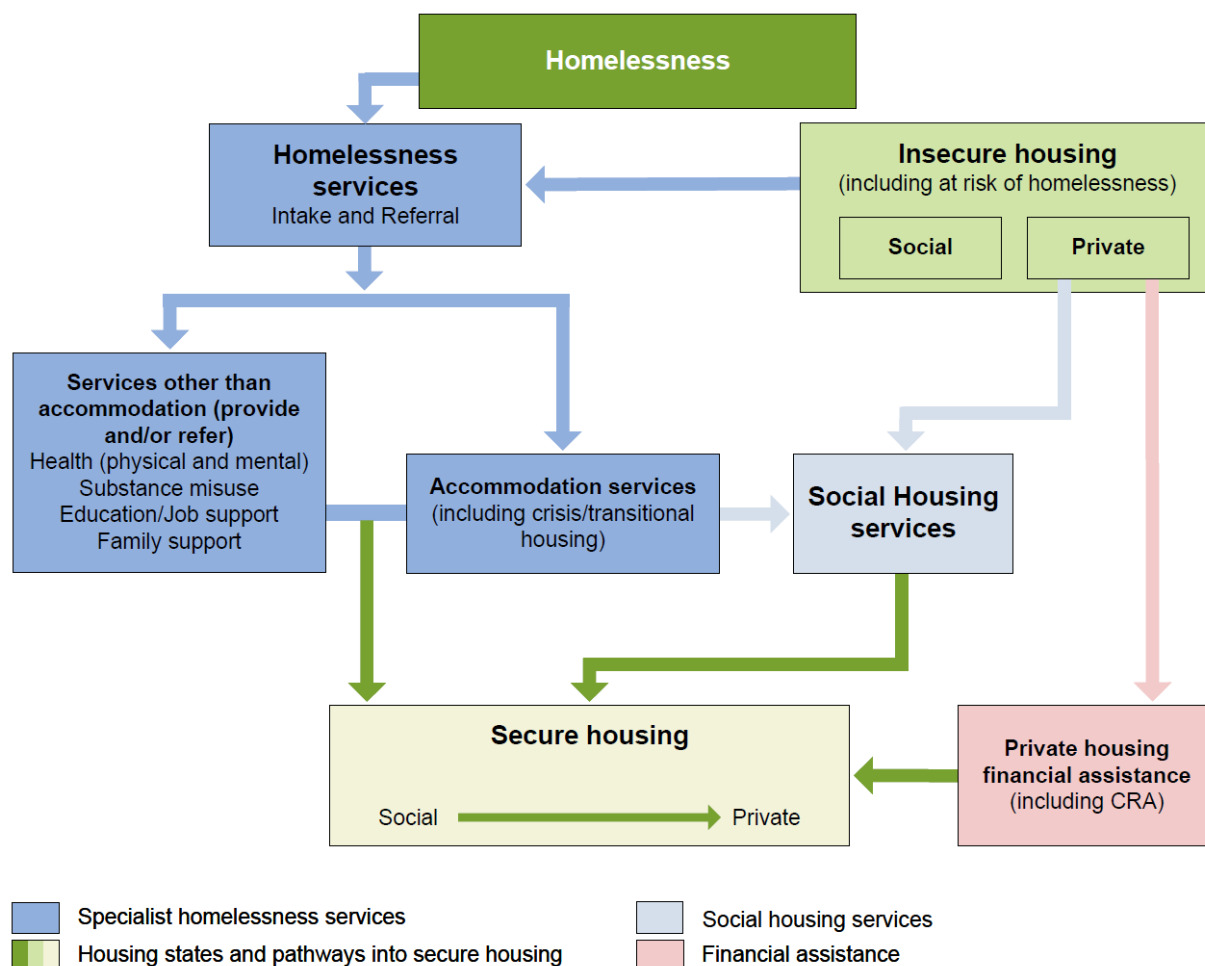 Homelessness
Homelessness
services
Intake and Referral
Insecure housing
(including at risk of homelessness)
Social
Private
Services other than
accommodation (provide
and/or refer)
Health (physical and mental)
Substance misuse
Education/Job support
Family support
Accommodation services
(including crisis/transitional
housing)
Social Housing
services
Secure housing
Social
Private
Private housing
financial assistance
(including CRA)
Specialist homelessness services
Social housing services
Housing states and pathways into secure housing
Financial assistance